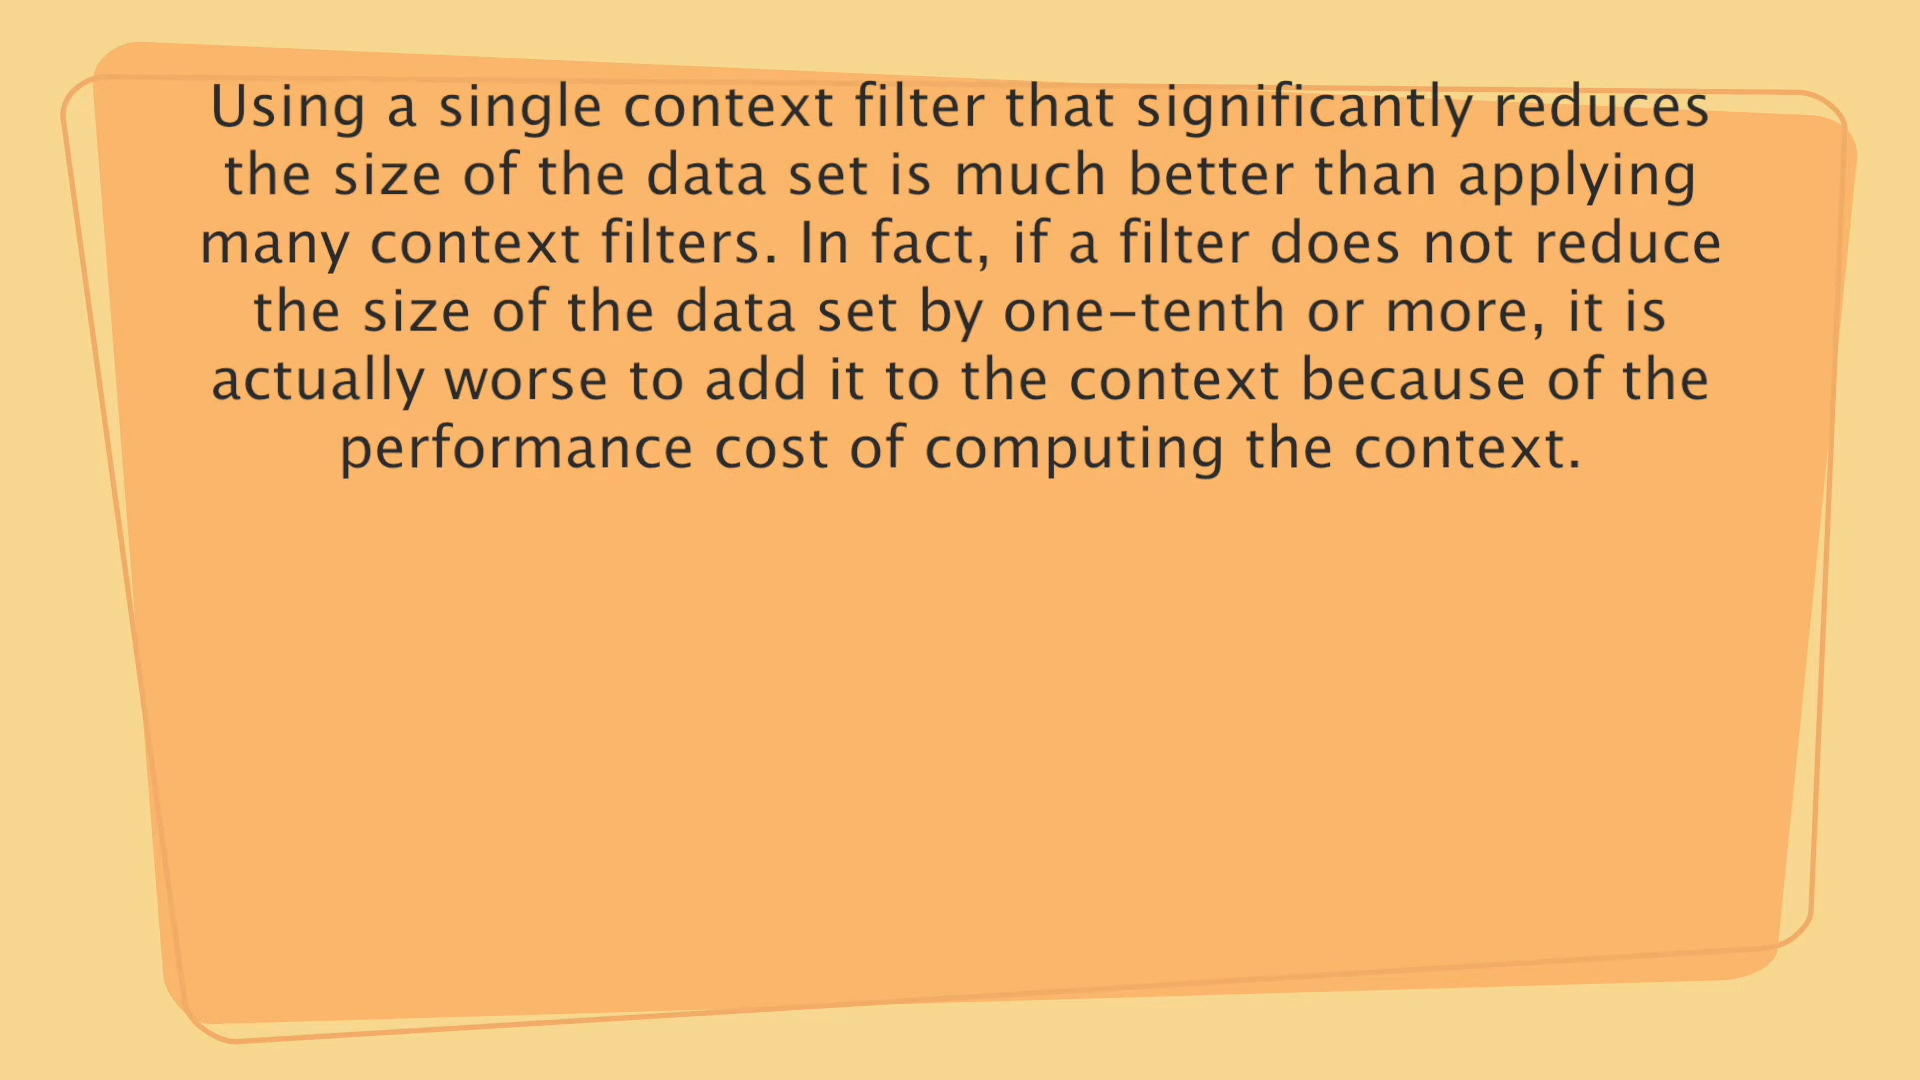 Using a single context filter that significantly reduces
the size of the data set is much better than applying
many context filters. In fact, if a filter does not reduce
the size of the data set by one-tenth or more, it is
actually worse to add it to the context because of the
performance cost of computing the context.